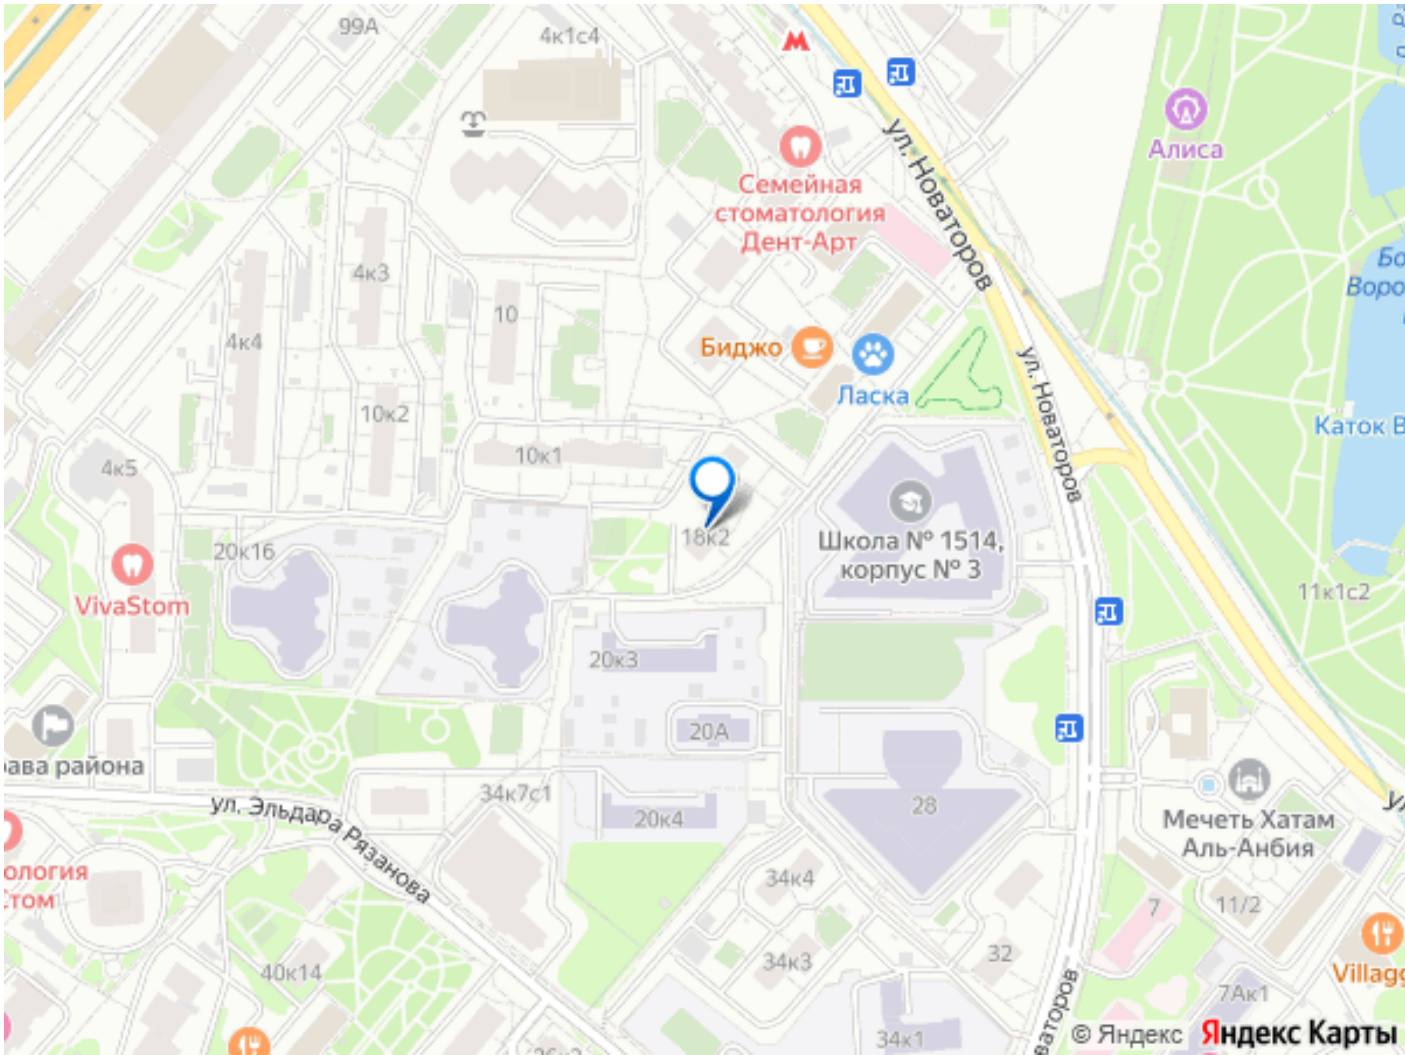 99А
4к1с4
ул. Новаторов
Алиса
Семейная
стоматология
Дент-Арт
4к3
10
4к4
Биджо
Ласка
ул. Новаторов
Каток В
10к2
10к1
4к5
18к2
Школа № 1514,
корпус № 3
20к16
VivaStom
11к1с2
20к3
20А
рава района
34к7с1
ул. Эльдара Рязанова
20к4
28
Мечеть Хатам
Аль-Анбия
ология
стом
34к4
7
11/2
40к14
34к3
32
Villagg
7Ак1
34к1
ваторов
© Яндекс
Яндекс Карты